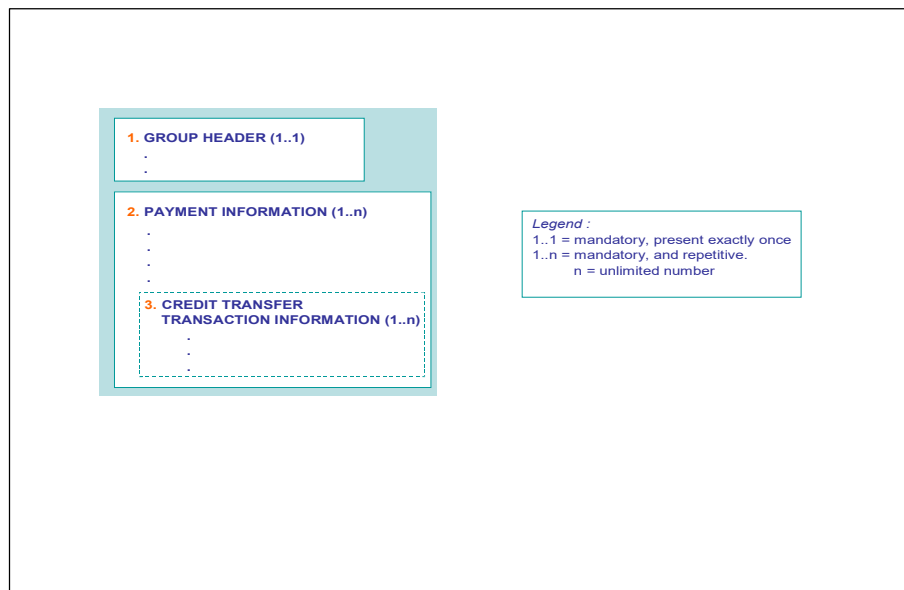 1. GROUP HEADER (1..1)
.
.
2. PAYMENT INFORMATION (1..n)
.
.
.
.
3. CREDIT TRANSFER
TRANSACTION INFORMATION (1..n)
.
.
.
Legend :
1..1 = mandatory, present exactly once
1..n = mandatory, and repetitive.
n = unlimited number